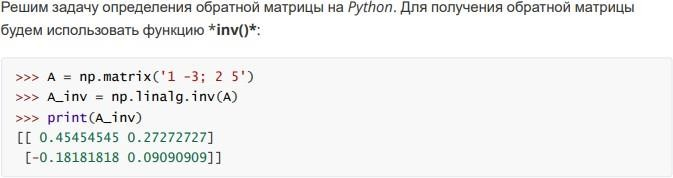 Решим задачу определения обратной матрицы на Python. Для получения обратной матрицы
будем использовать функцию *inv()*:
>>> A = np.matrix('1 -3; 2 5')
>>> A_inv = np.linalg.inv(A)
>>> print(A_inv)
[[ 0.45454545 0.27272727]
[-0.18181818 0.09090909]]